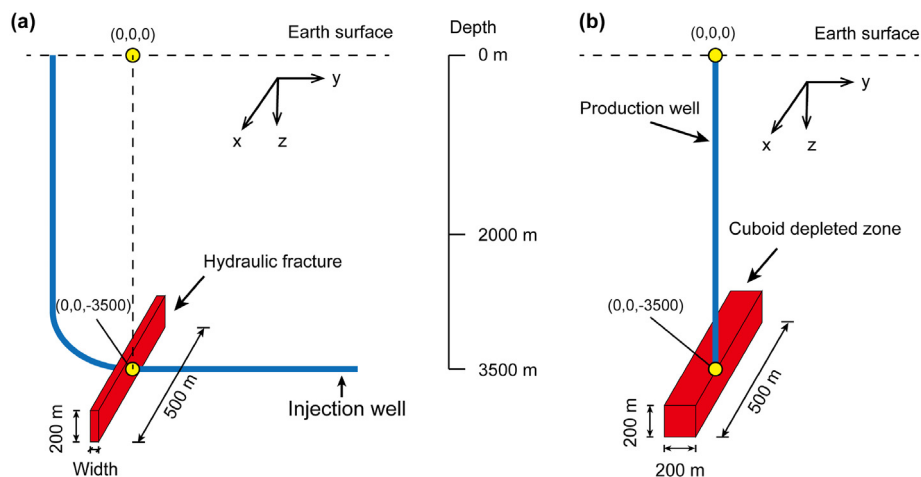 (a)
(0,0,0)
Earth surface
y
x
z
Hydraulic fracture
(0,0,-3500)
500 m
200 m
Width
Injection well
Depth
0 m
2000 m
3500 m
(b)
(0,0,0)
Earth surface
Production well
y
x
z
Cuboid depleted zone
(0,0,-3500)
500 m
200 m
200 m